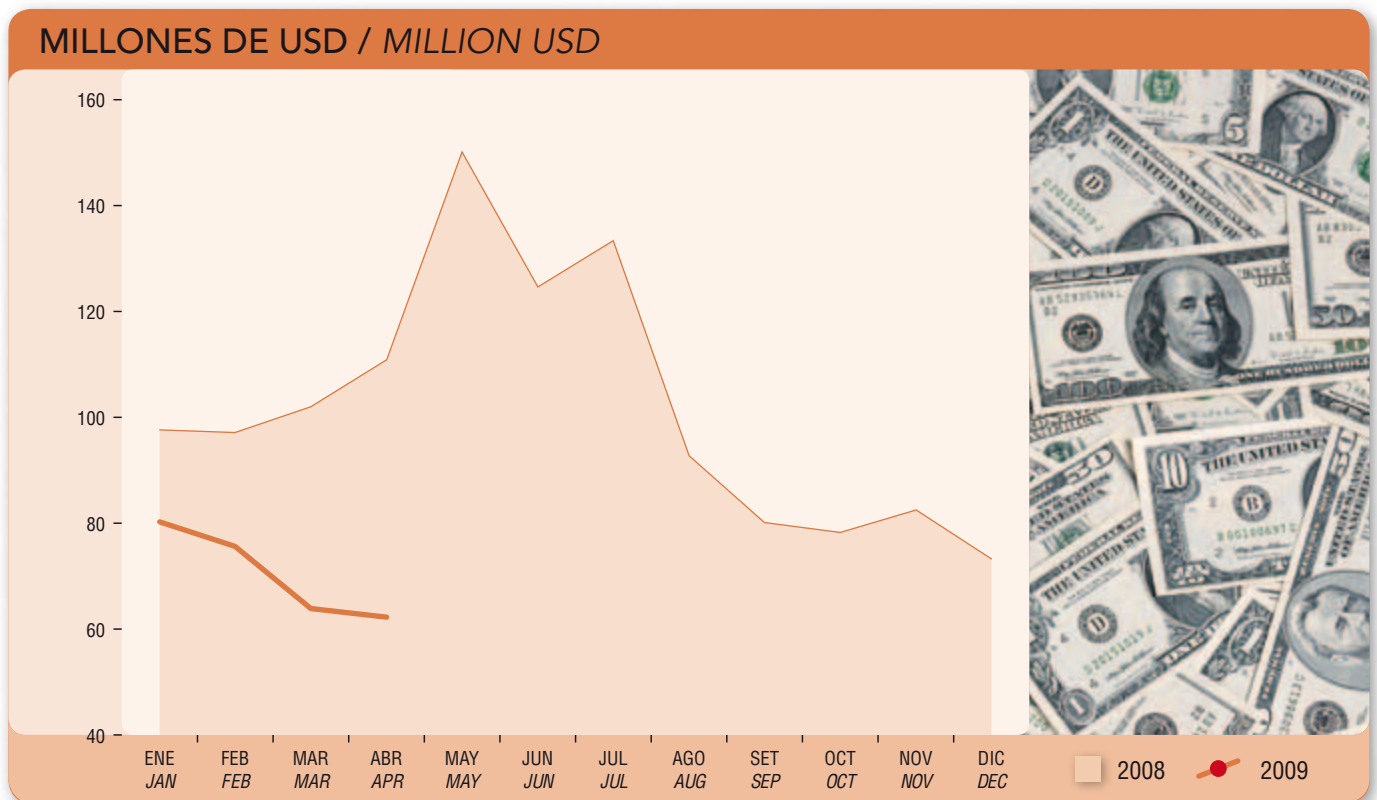 MILLONES DE USD / MILLION USD
160
140
120
100
80
60
40
ENE FEB MAR ABR MAY JUN JUL AGO SET OCT NOV DIC
JAN FEB MAR APR MAY JUN JUL AUG SEP OCT NOV DEC
2008 2009